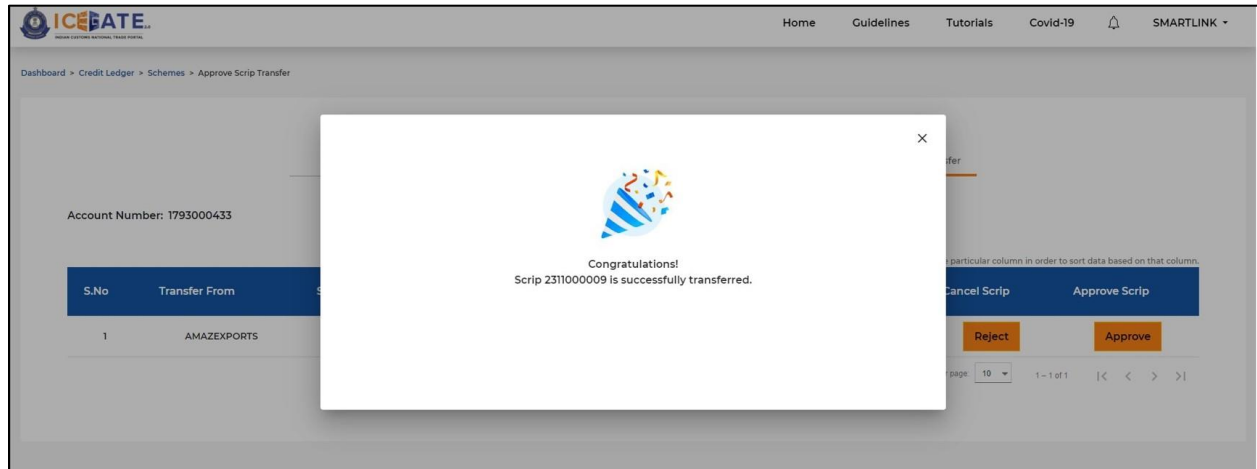 ICEGATE
INDIAN CUSTOMS NATIONAL TRADE PORTAL
Home Guidelines Tutorials Covid-19 SMARTLINK
Dashboard > Credit Ledger > Schemes > Approve Scrip Transfer
Account Number: 1793000433
Congratulations!
Scrip 2311000009 is successfully transferred.
particular column in order to sort data based on that column.
S.No Transfer From Cancel Scrip Approve Scrip
1 AMAZEXPORTS Reject Approve
page: 10 1 – 1 of 1 |< < > >|